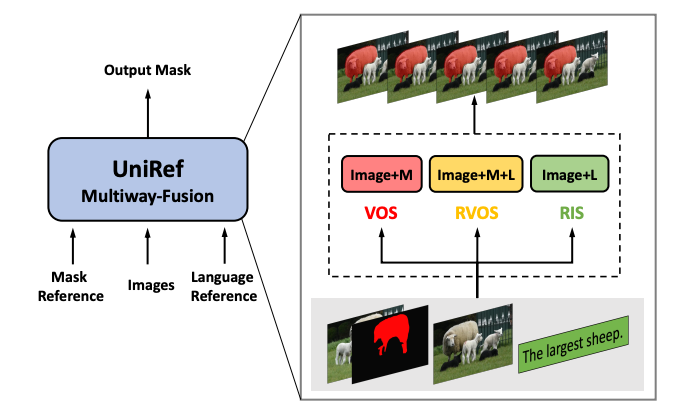 Output Mask
UniRef
Multiway-Fusion
Mask
Reference
Images
Language
Reference
Image+M
Image+M+L
Image+L
VOS
RVOS
RIS
The largest sheep.